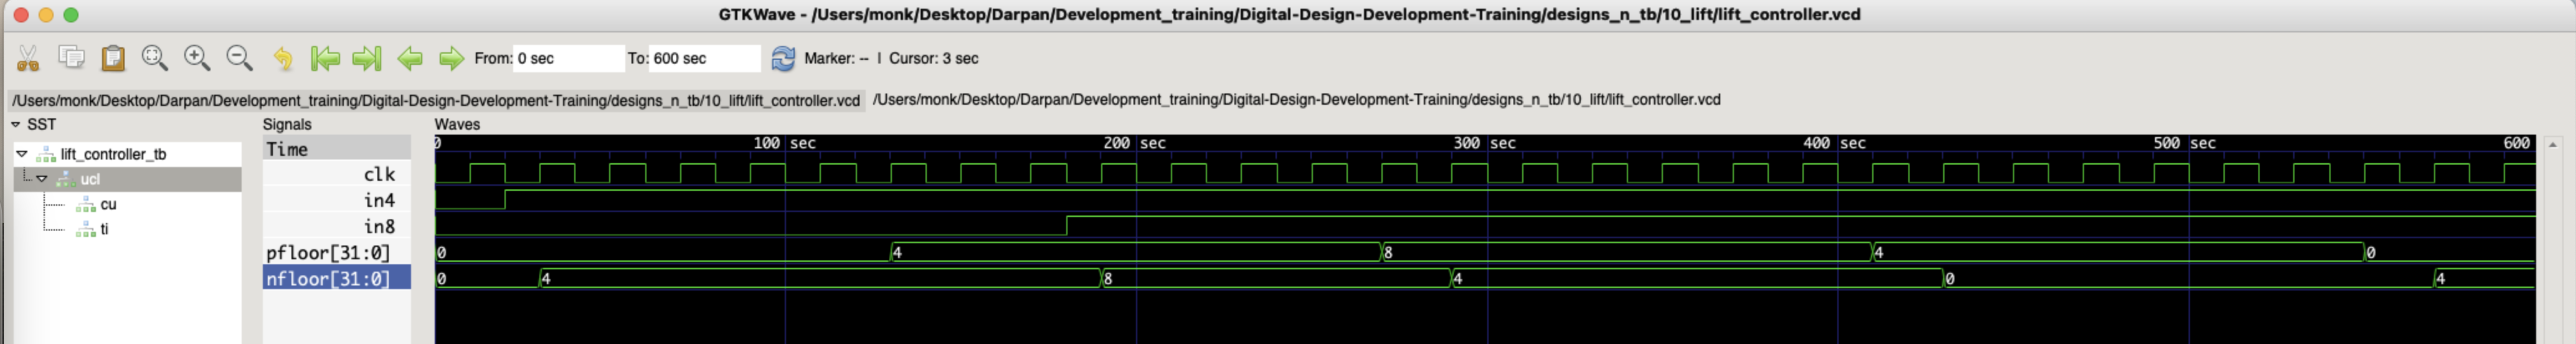 GTKWave - /Users/monk/Desktop/Darpan/Development_training/Digital-Design-Development-Training/designs_n_tb/10_lift/lift_controller.vcd
From: 0 sec To: 600 sec Marker: -- | Cursor: 3 sec
/Users/monk/Desktop/Darpan/Development_training/Digital-Design-Development-Training/designs_n_tb/10_lift/lift_controller.vcd /Users/monk/Desktop/Darpan/Development_training/Digital-Design-Development-Training/designs_n_tb/10_lift/lift_controller.vcd
SST Signals Waves
lift_controller_tb Time 0 100 sec 200 sec 300 sec 400 sec 500 sec 600
ucl clk
cu in4
ti in8
pfloor[31:0] 0 4 8 4 0
nfloor[31:0] 0 4 8 4 0 4